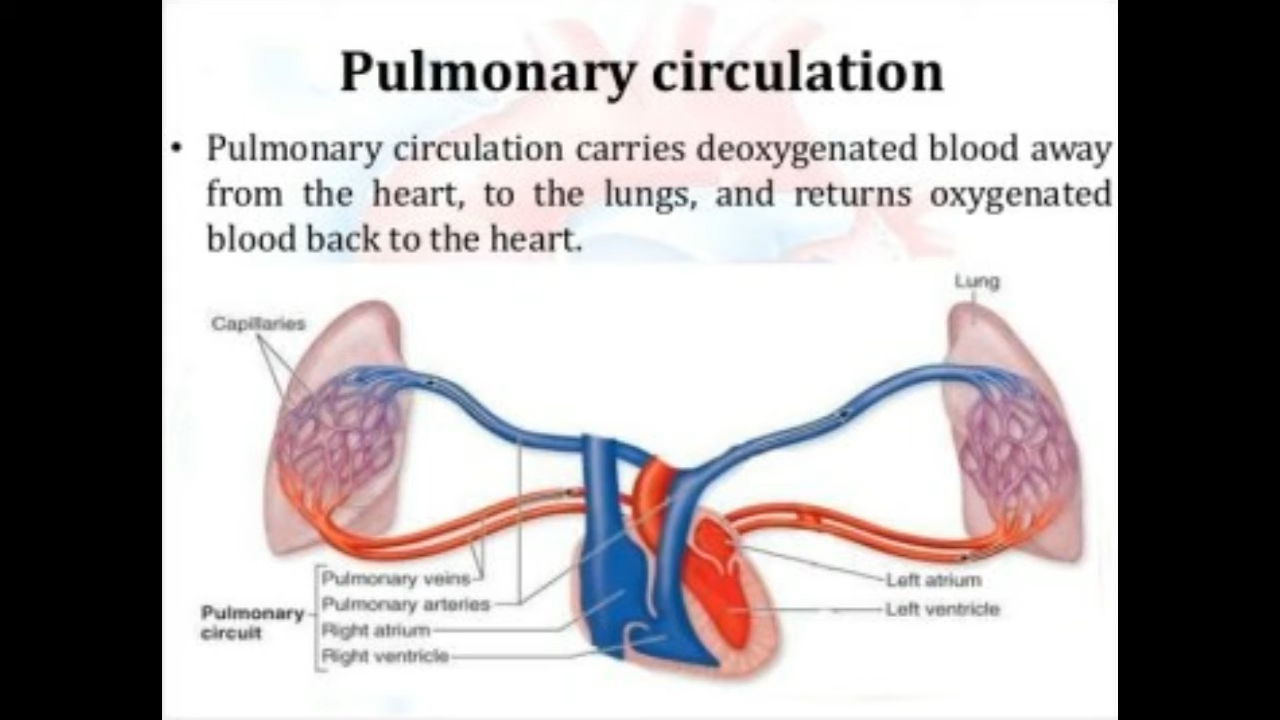 Pulmonary circulation
• Pulmonary circulation carries deoxygenated blood away
from the heart, to the lungs, and returns oxygenated
blood back to the heart.
Lung
Capillaries
Pulmonary veins
Pulmonary arteries
Right atrium
Right ventricle
Pulmonary
circuit
Left atrium
Left ventricle